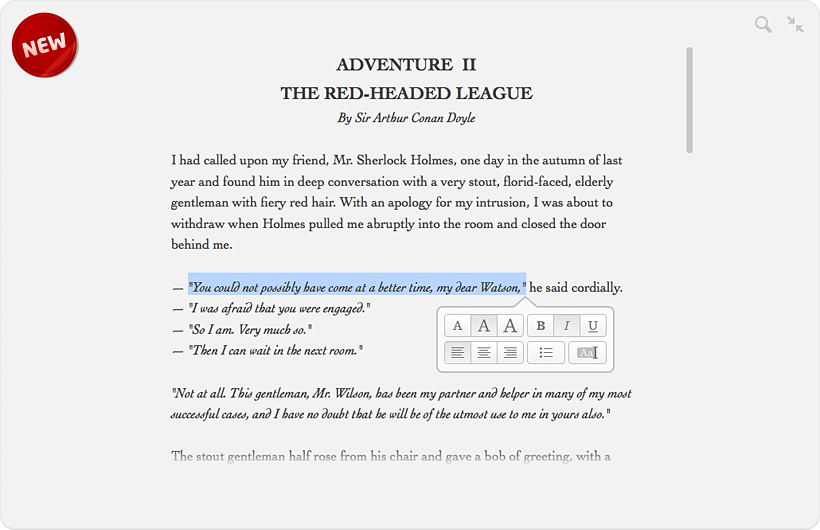 NEW
ADVENTURE II
THE RED-HEADED LEAGUE
By Sir Arthur Conan Doyle
I had called upon my friend, Mr. Sherlock Holmes, one day in the autumn of last
year and found him in deep conversation with a very stout, florid-faced, elderly
gentleman with fiery red hair. With an apology for my intrusion, I was about to
withdraw when Holmes pulled me abruptly into the room and closed the door
behind me.
— "You could not possibly have come at a better time, my dear Watson," he said cordially.
— "I was afraid that you were engaged."
— "So I am. Very much so."
— "Then I can wait in the next room."
A A A B I U
Aa
"Not at all. This gentleman, Mr. Wilson, has been my partner and helper in many of my most
successful cases, and I have no doubt that he will be of the utmost use to me in yours also."
The stout gentleman half rose from his chair and gave a bob of greeting, with a